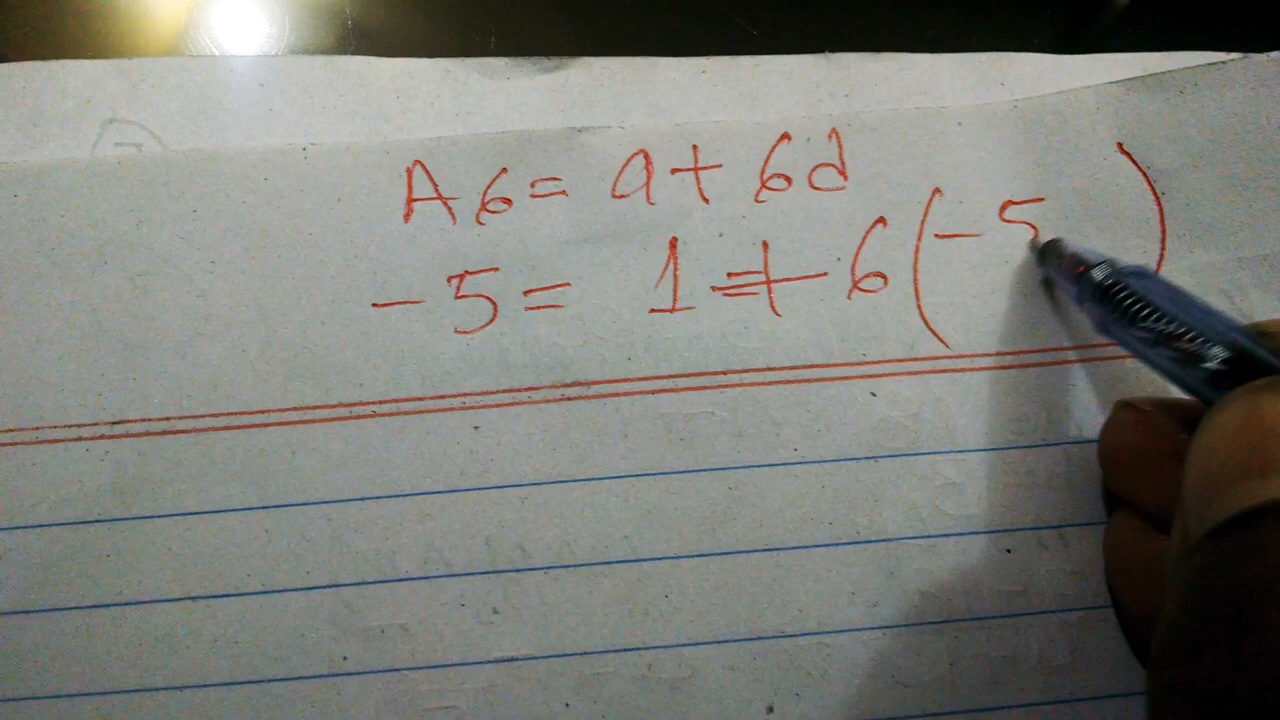 A6 = a + 6d
-5 = 1 + 6(-5 )